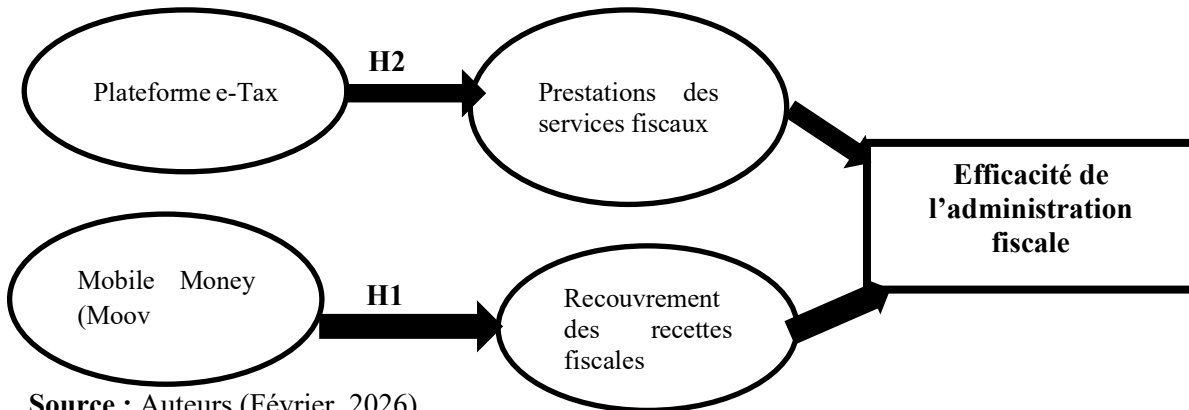 H2
Plateforme e-Tax
Prestations des
services fiscaux
Efficacité de
l’administration
fiscale
Mobile Money
(Moov
H1
Recouvrement
des recettes
fiscales
Source : Auteurs (Février, 2026)